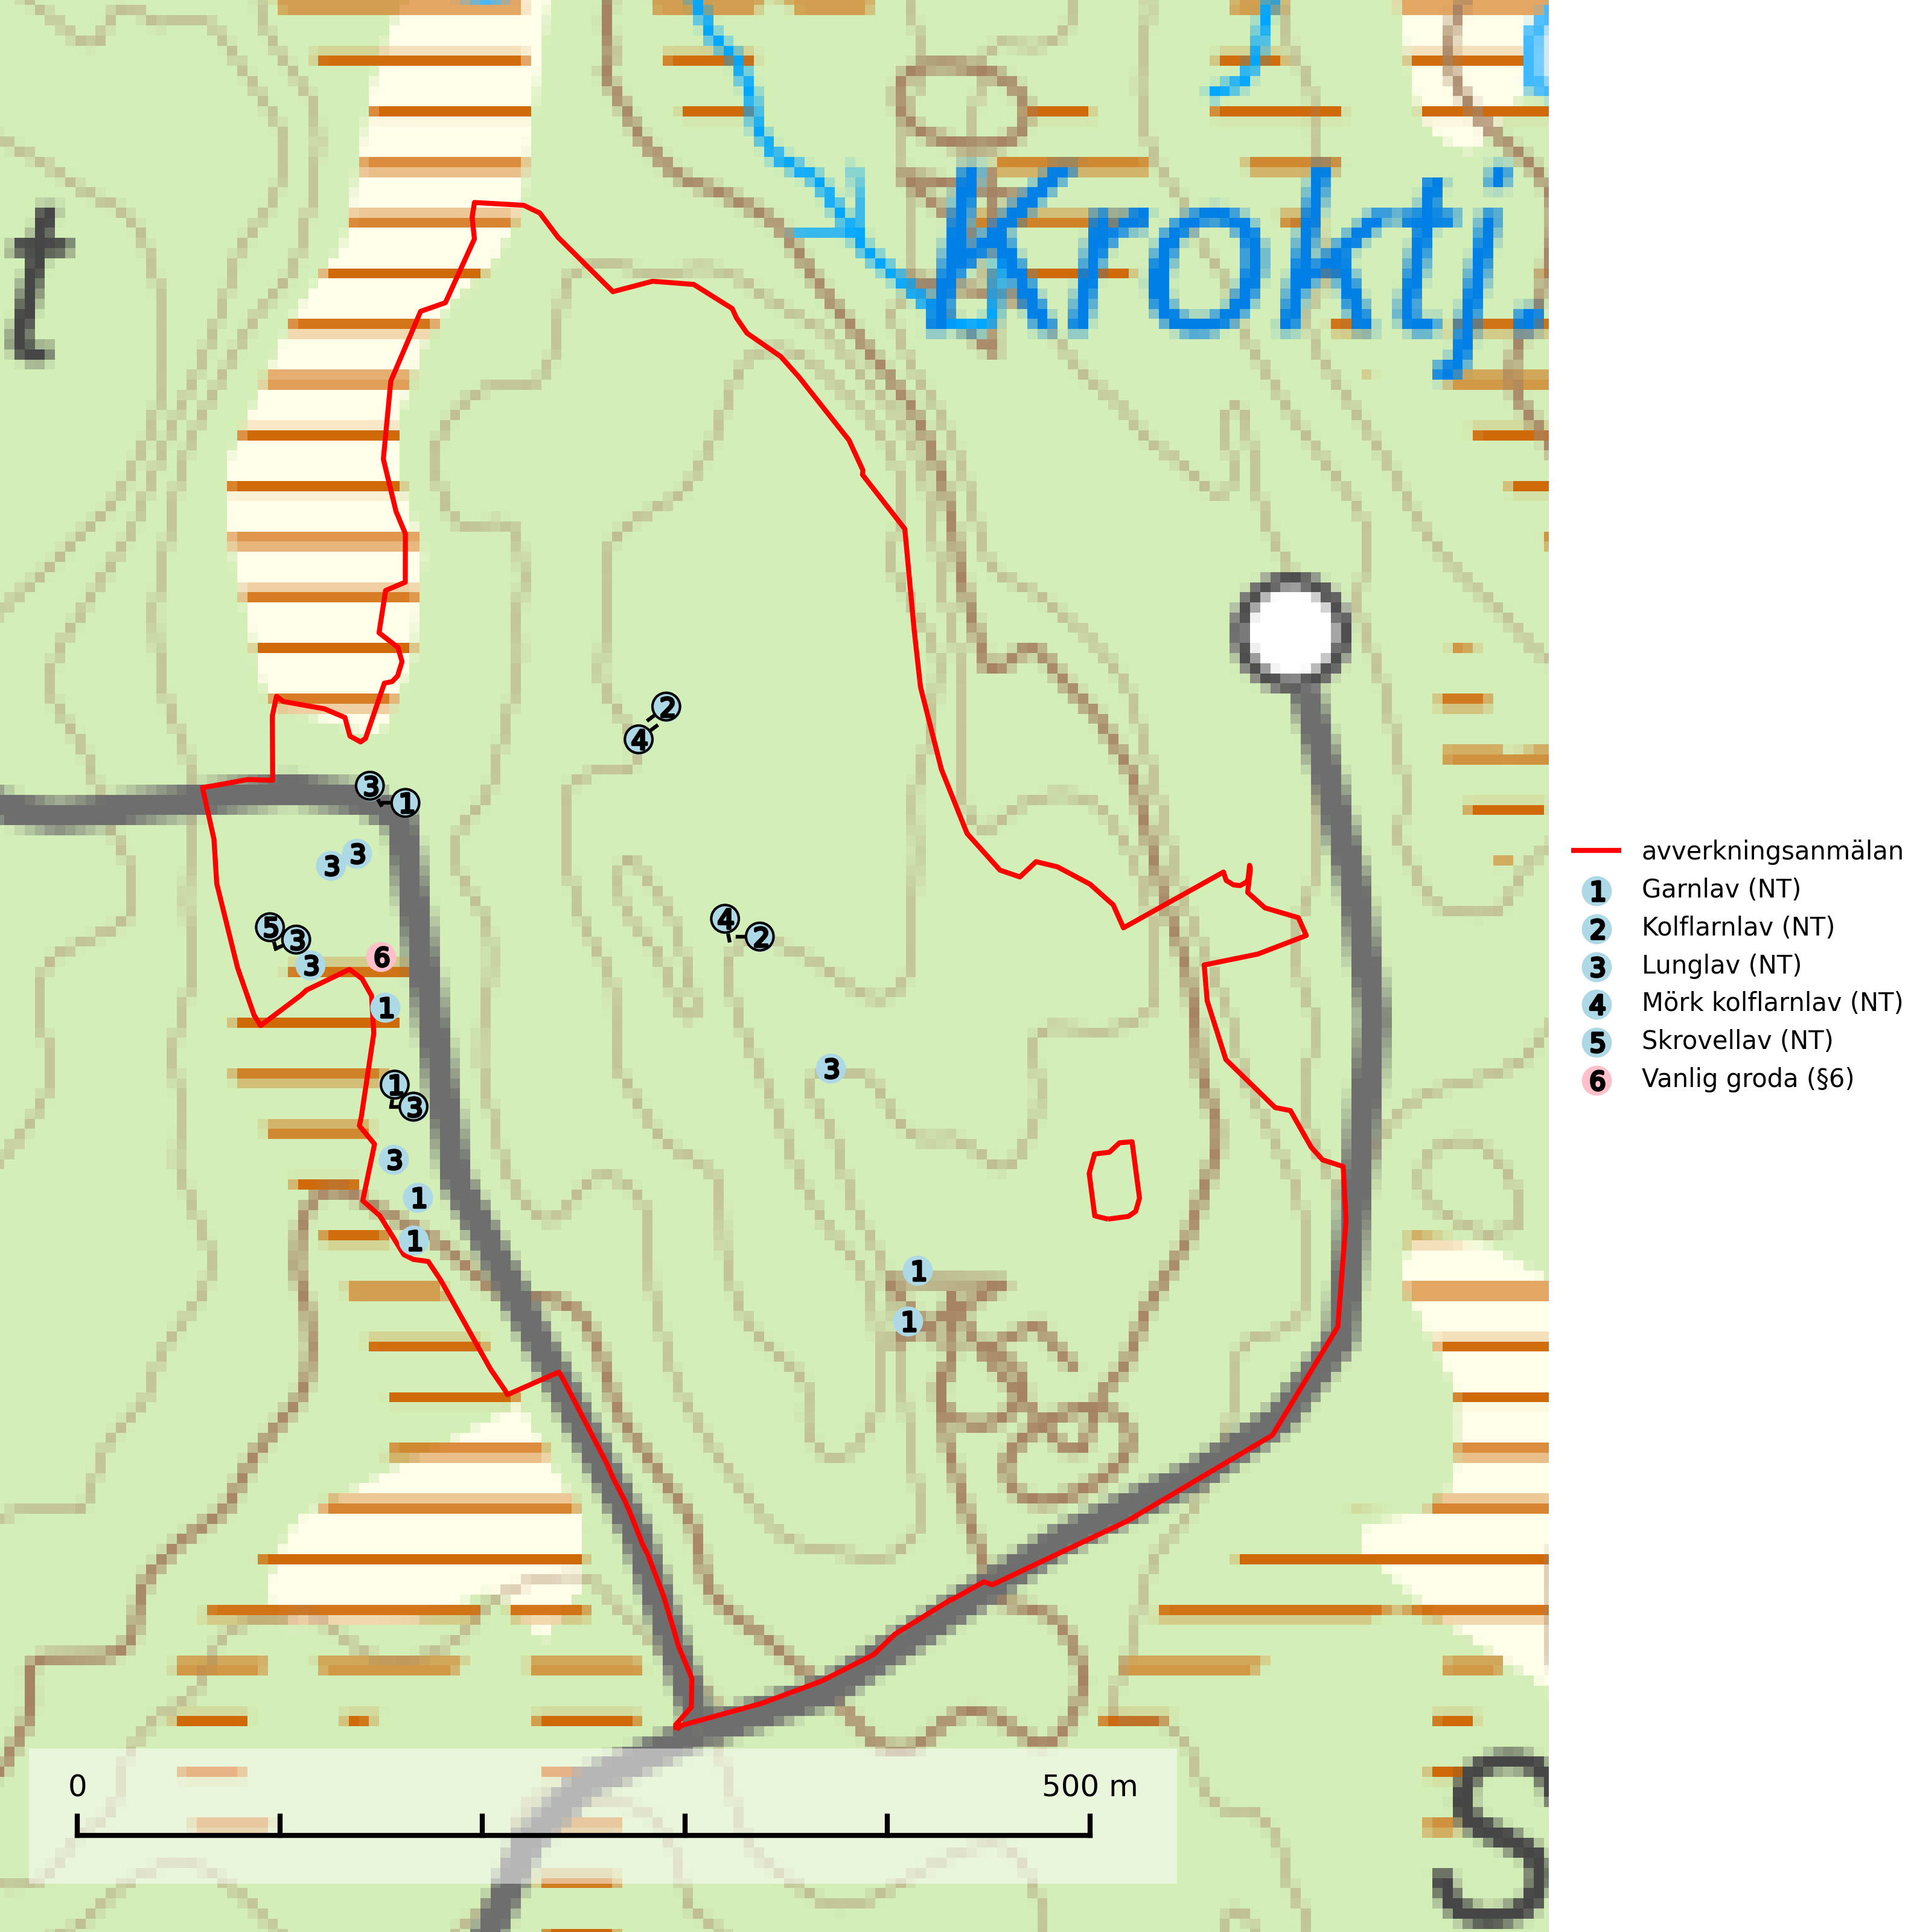 t
Kroktj
2
4
3
1
3
3
5
3
3
6
1
4
2
3
1
3
3
1
1
1
1
S
0 500 m
avverkningsanmälan
1 Garnlav (NT)
2 Kolflarnlav (NT)
3 Lunglav (NT)
4 Mörk kolflarnlav (NT)
5 Skrovellav (NT)
6 Vanlig groda (§6)